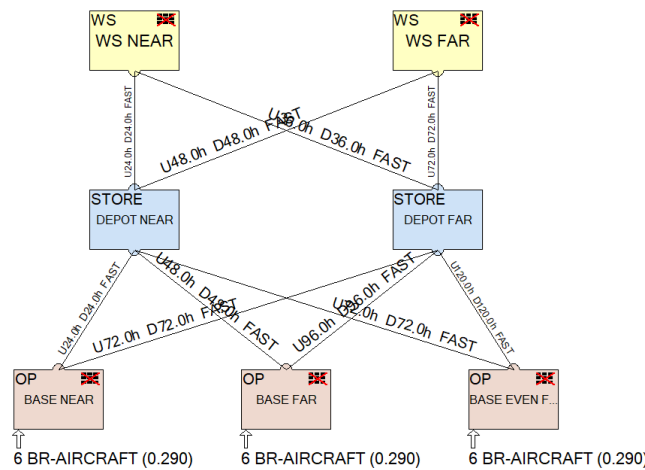 WS
WS NEAR
WS
WS FAR
U24.0h D24.0h FAST
U48.0h D48.0h FAST
D36.0h FAST
U72.0h D72.0h FAST
STORE
DEPOT NEAR
STORE
DEPOT FAR
U24.0h D24.0h FAST
U72.0h D72.0h FAST
U48.0h D48.0h FAST
U96.0h D96.0h FAST
D72.0h FAST
U120.0h D120.0h FAST
OP
BASE NEAR
OP
BASE FAR
OP
BASE EVEN F...
6 BR-AIRCRAFT (0.290)
6 BR-AIRCRAFT (0.290)
6 BR-AIRCRAFT (0.290)